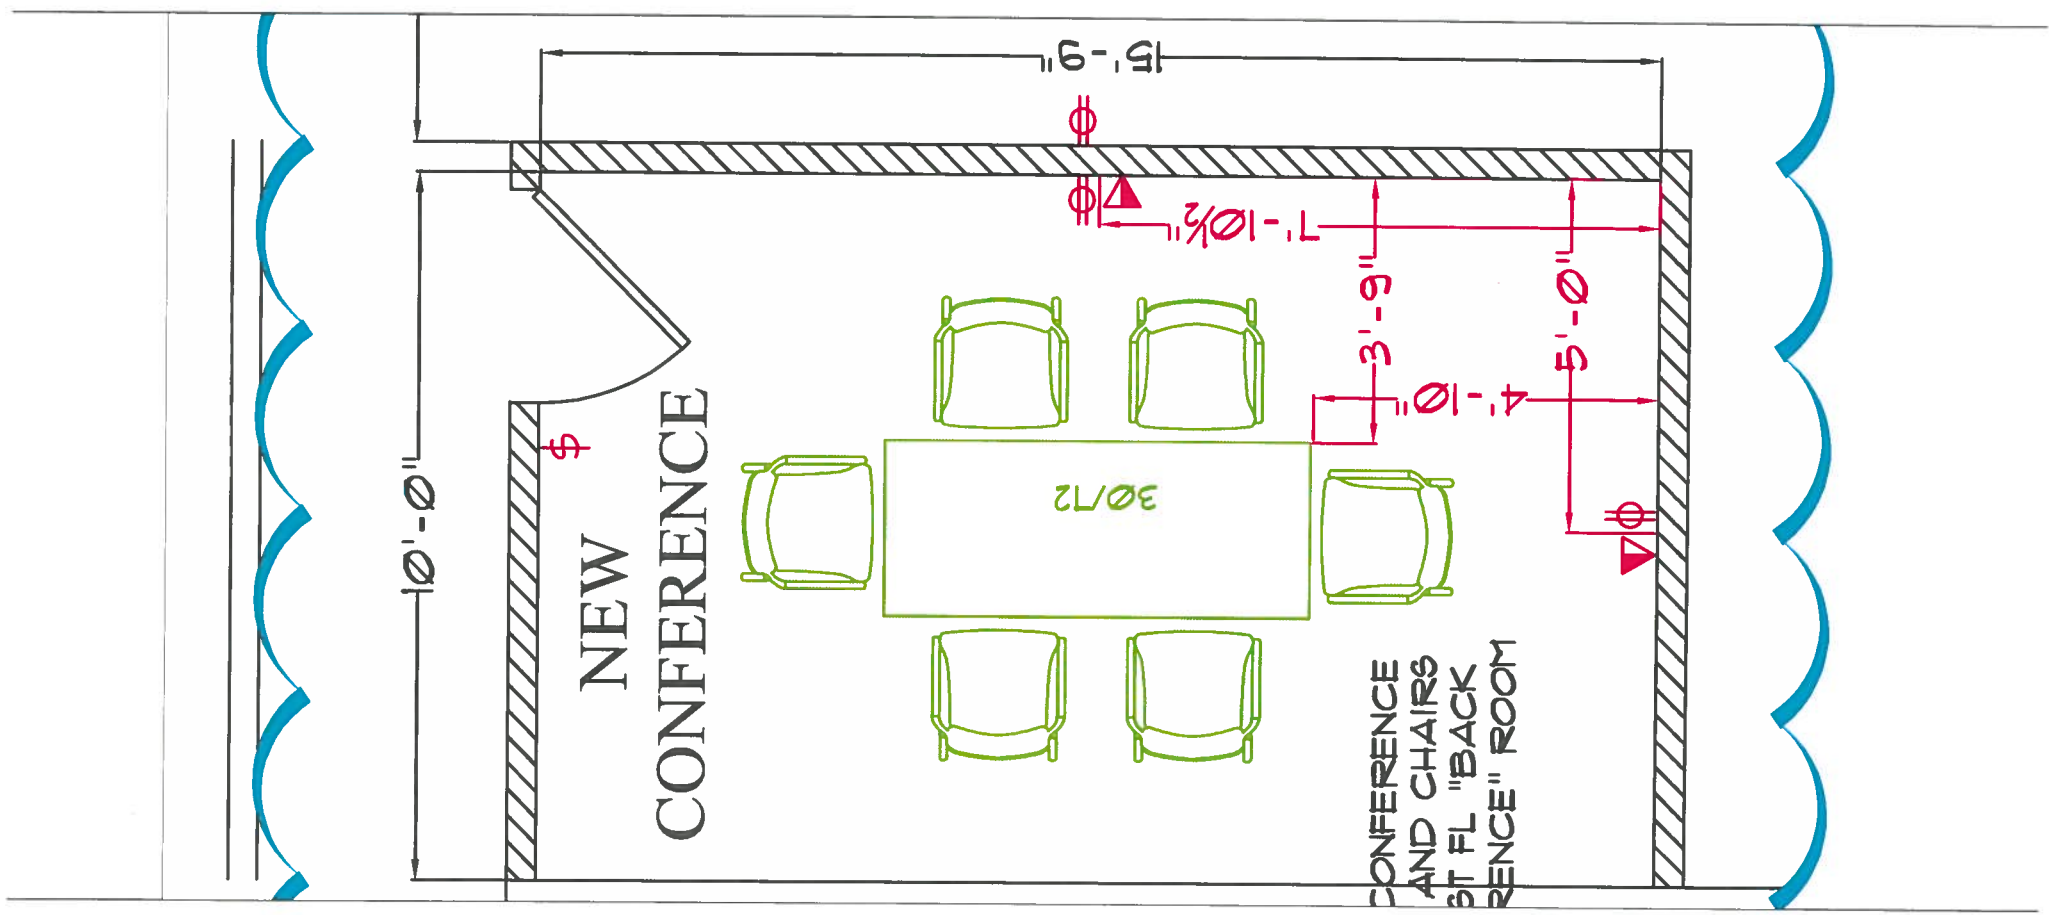 15'-9"
7'-10½"
3'-9"
5'-0"
4'-10"
10'-0"
30/72
NEW
CONFERENCE
CONFERENCE
AND CHAIRS
ST FL "BACK
RENCE" ROOM